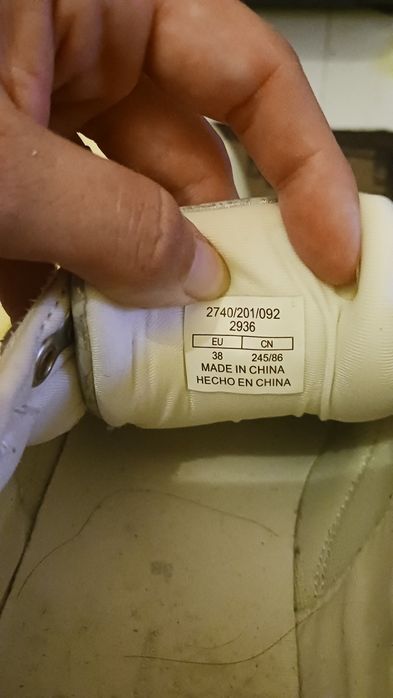 2740/201/092
2936
EU CN
38 245/86
MADE IN CHINA
HECHO EN CHINA